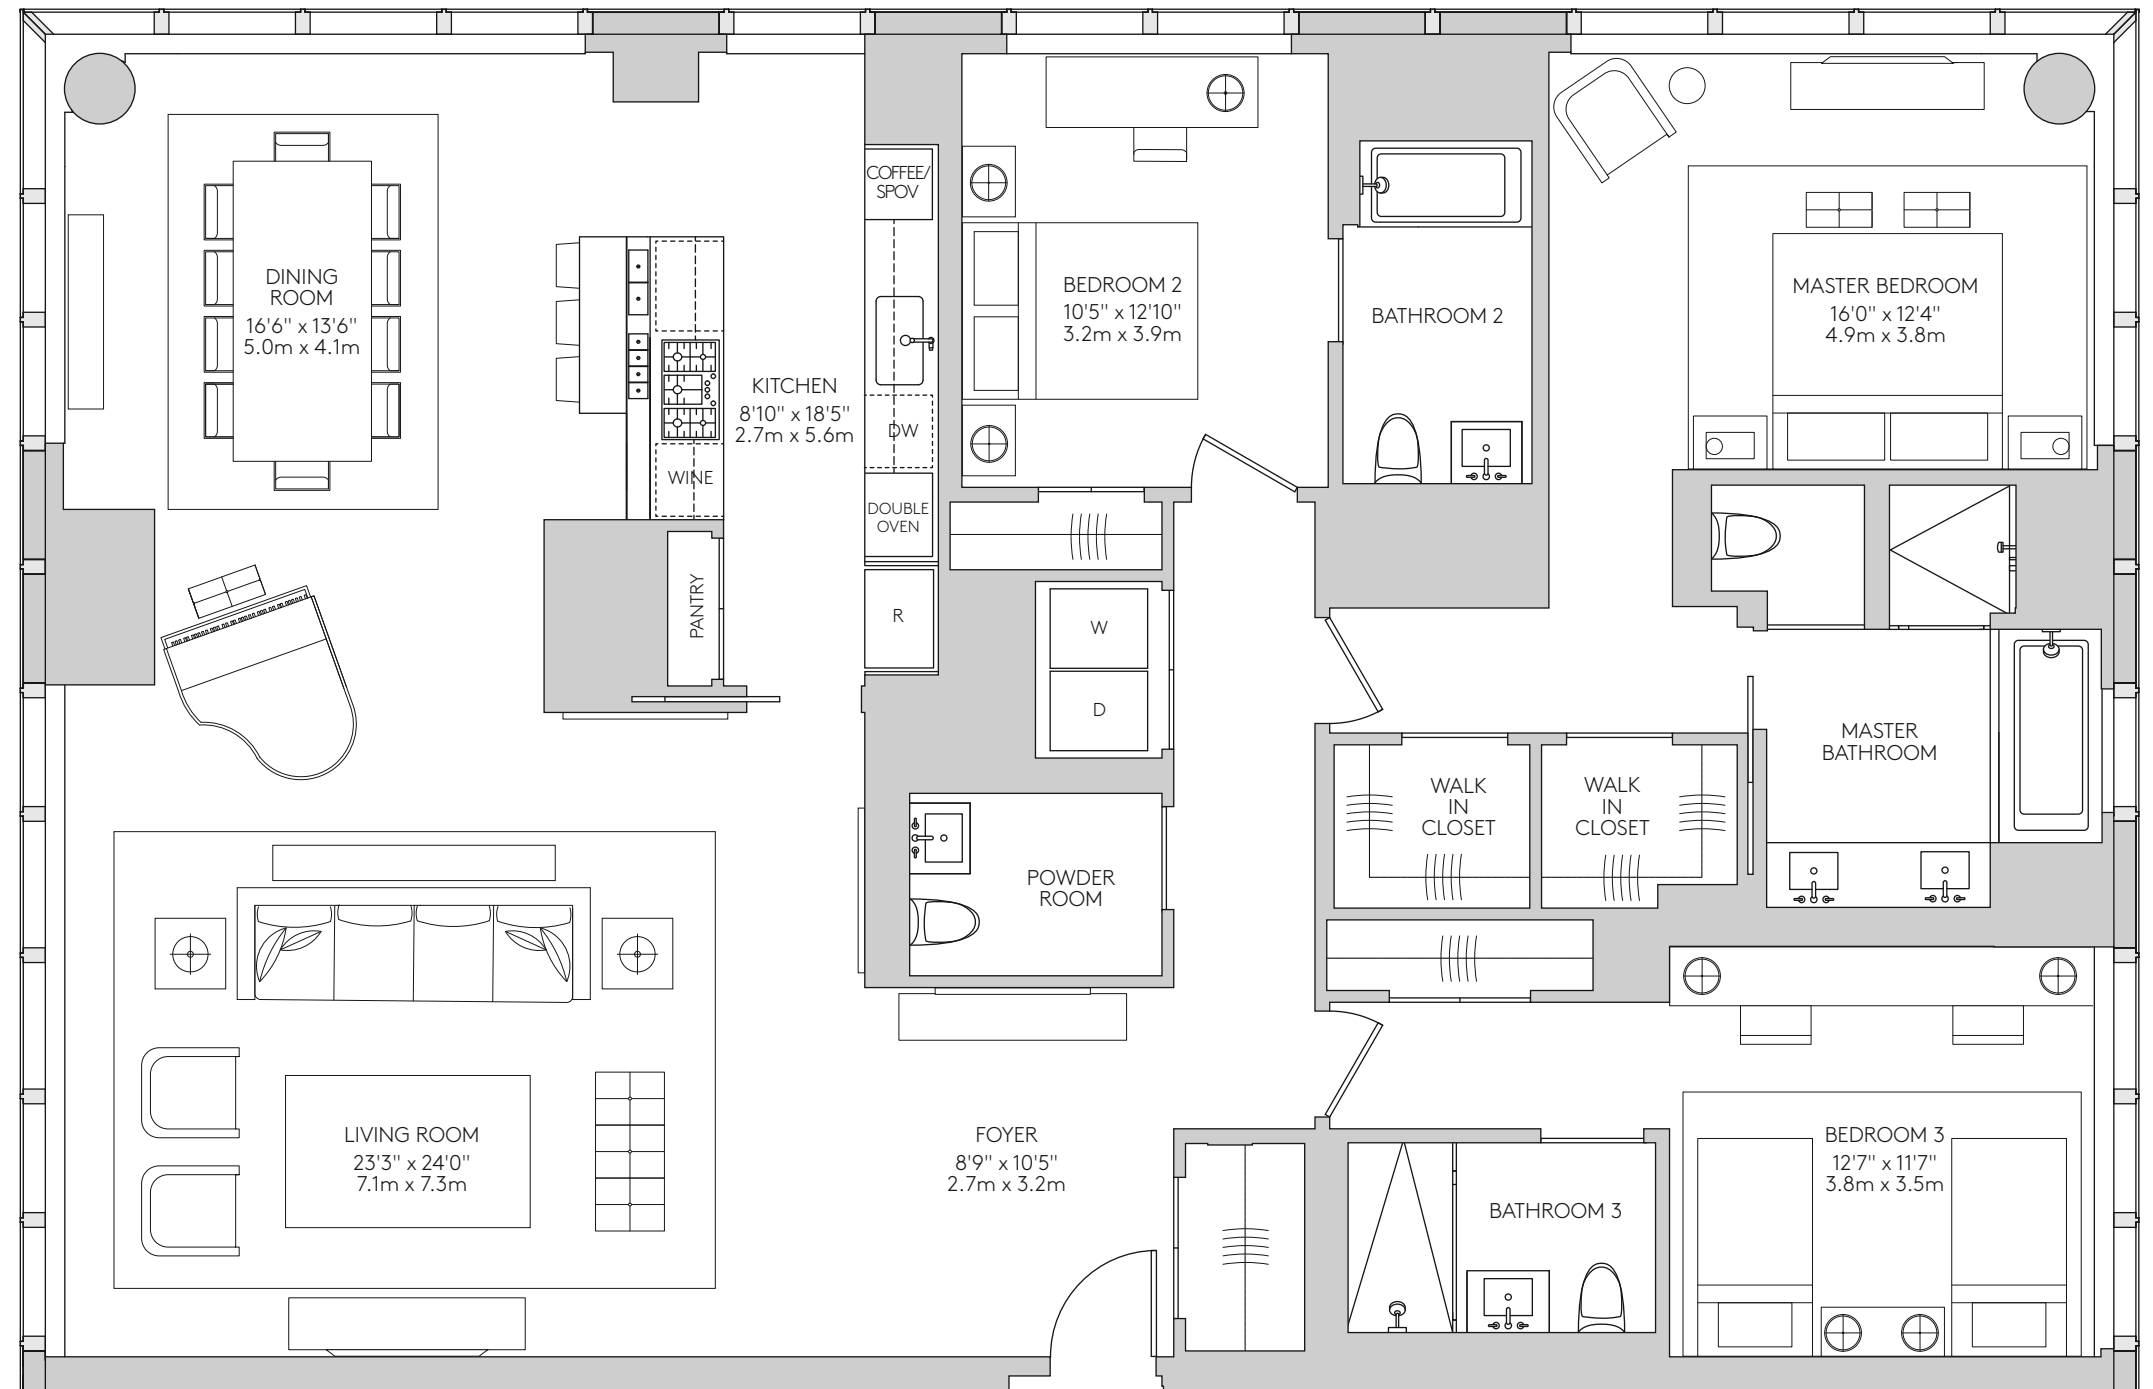 COFFEE/
SPOV
DINING
ROOM
16'6" x 13'6"
5.0m x 4.1m
BEDROOM 2
10'5" x 12'10"
3.2m x 3.9m
BATHROOM 2
MASTER BEDROOM
16'0" x 12'4"
4.9m x 3.8m
KITCHEN
8'10" x 18'5"
2.7m x 5.6m
DW
WINE
DOUBLE
OVEN
PANTRY
R
W
D
MASTER
BATHROOM
WALK
IN
CLOSET
WALK
IN
CLOSET
POWDER
ROOM
LIVING ROOM
23'3" x 24'0"
7.1m x 7.3m
FOYER
8'9" x 10'5"
2.7m x 3.2m
BEDROOM 3
12'7" x 11'7"
3.8m x 3.5m
BATHROOM 3